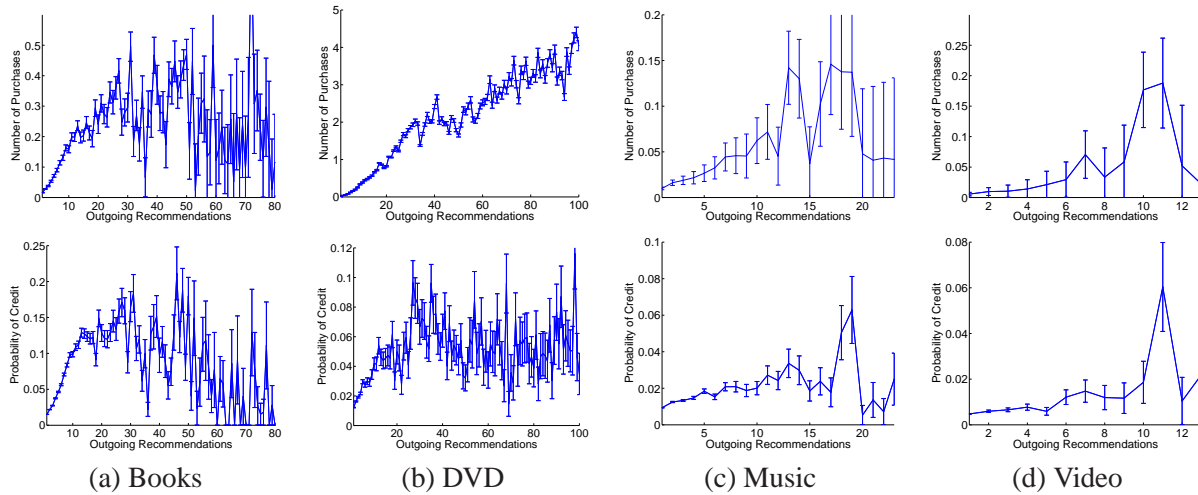 Number of Purchases
0.5
0.4
0.3
0.2
0.1
0
10 20 30 40 50 60 70 80
Outgoing Recommendations
Number of Purchases
5
4
3
2
1
0
20 40 60 80 100
Outgoing Recommendations
Number of Purchases
0.2
0.15
0.1
0.05
0
5 10 15 20
Outgoing Recommendations
Number of Purchases
0.25
0.2
0.15
0.1
0.05
0
2 4 6 8 10 12
Outgoing Recommendations
Probability of Credit
0.25
0.2
0.15
0.1
0.05
0
10 20 30 40 50 60 70 80
Outgoing Recommendations
Probability of Credit
0.12
0.1
0.08
0.06
0.04
0.02
0
20 40 60 80 100
Outgoing Recommendations
Probability of Credit
0.1
0.08
0.06
0.04
0.02
0
5 10 15 20
Outgoing Recommendations
Probability of Credit
0.08
0.06
0.04
0.02
0
2 4 6 8 10 12
Outgoing Recommendations
(a) Books
(b) DVD
(c) Music
(d) Video